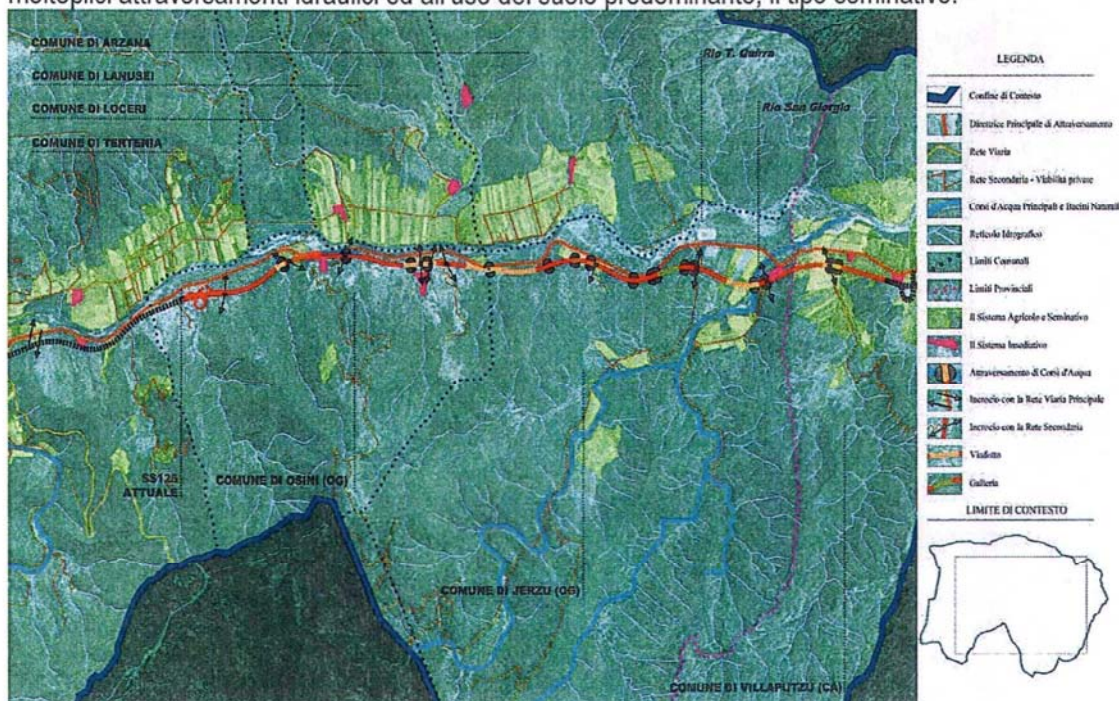 molteplici attraversamenti idraulici ed all'uso del suolo predominante, il tipo seminativo.
COMUNE DI ARZANA
COMUNE DI LANUSEI
COMUNE DI LOCERI
COMUNE DI TERTENIA
Rio T. Quirra
Rio San Giorgio
SS125
ATTUALE
COMUNE DI OSINI (OG)
COMUNE DI JERZU (OG)
COMUNE DI VILLAPUTZU (CA)
LEGENDA
Confine di Contesto
Direttrice Principale di Attraversamento
Rete Viaria
Rete Secondaria - Viabilità privata
Corsi d'Acqua Principali e Bacini Naturali
Reticolo Idrografico
Limiti Comunali
Limiti Provinciali
Il Sistema Agricolo e Seminativo
Il Sistema Insediativo
Attraversamento di Corsi d'Acqua
Incrocio con la Rete Viaria Principale
Incrocio con la Rete Secondaria
Viadotto
Galleria
LIMITE DI CONTESTO